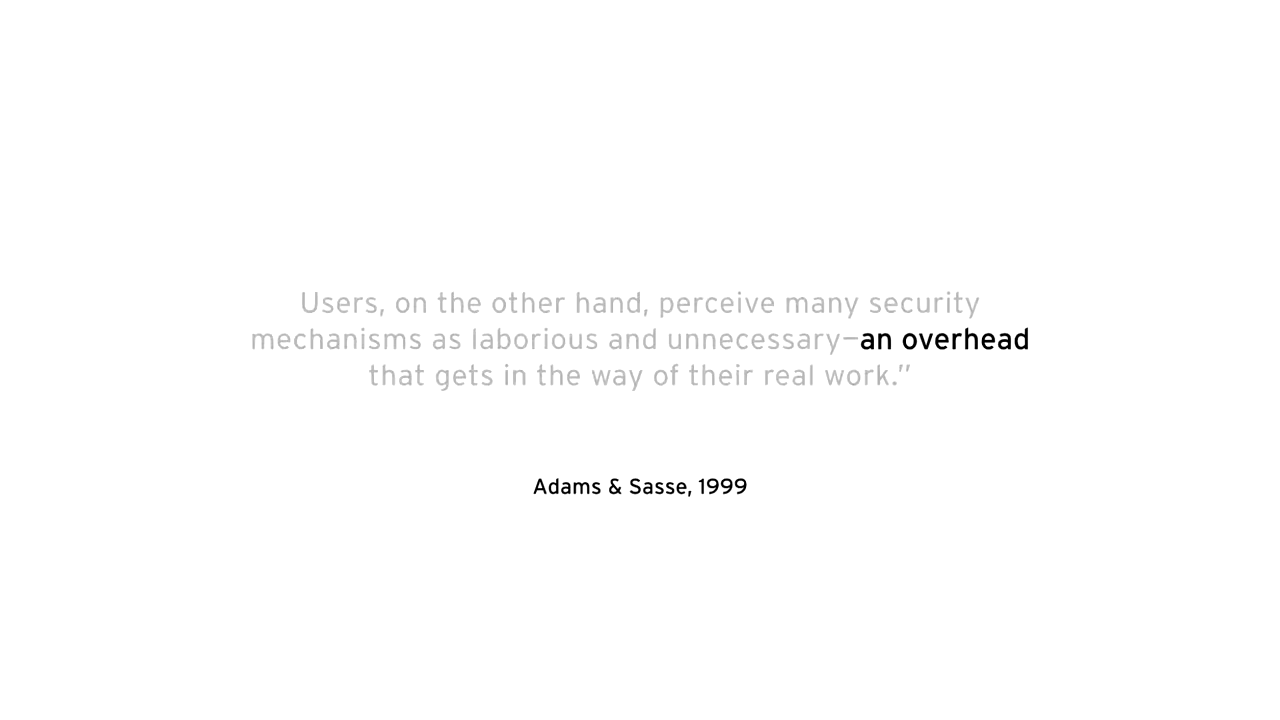 Users, on the other hand, perceive many security
mechanisms as laborious and unnecessary—an overhead
that gets in the way of their real work.”
Adams & Sasse, 1999